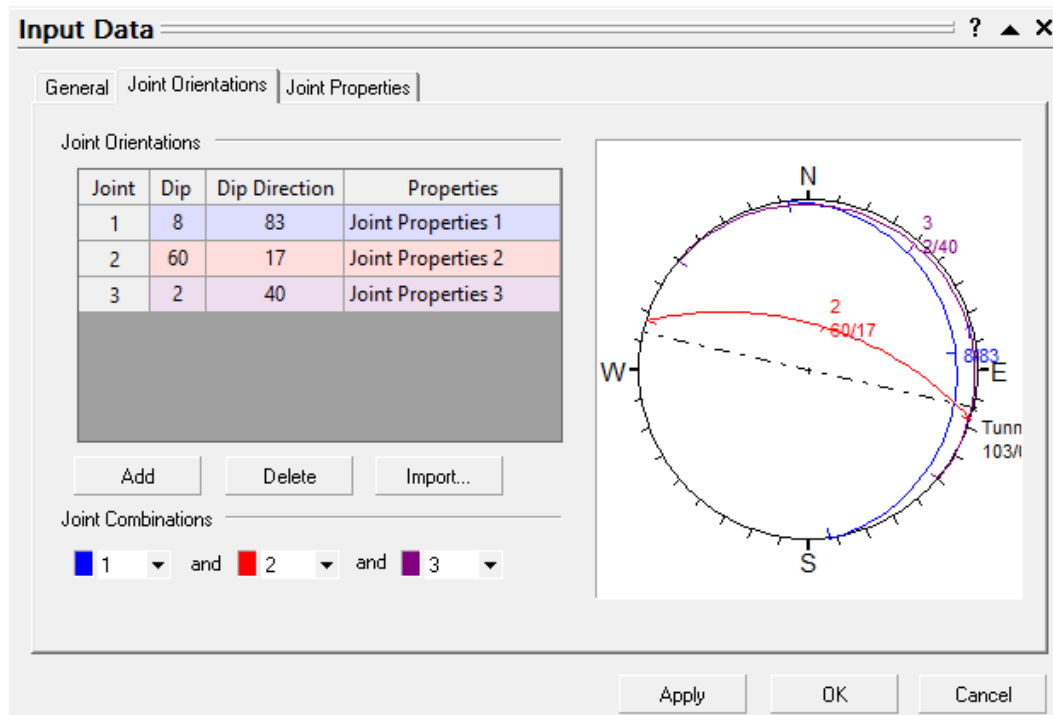 Input Data ? 
General Joint Orientations Joint Properties
Joint Orientations
Joint Dip Dip Direction Properties
1 8 83 Joint Properties 1
2 60 17 Joint Properties 2
3 2 40 Joint Properties 3
Add Delete Import...
Joint Combinations
1 and 2 and 3
N
3
2/40
2
60/17
8/83
W
E
Tunn
103/
S
Apply OK Cancel